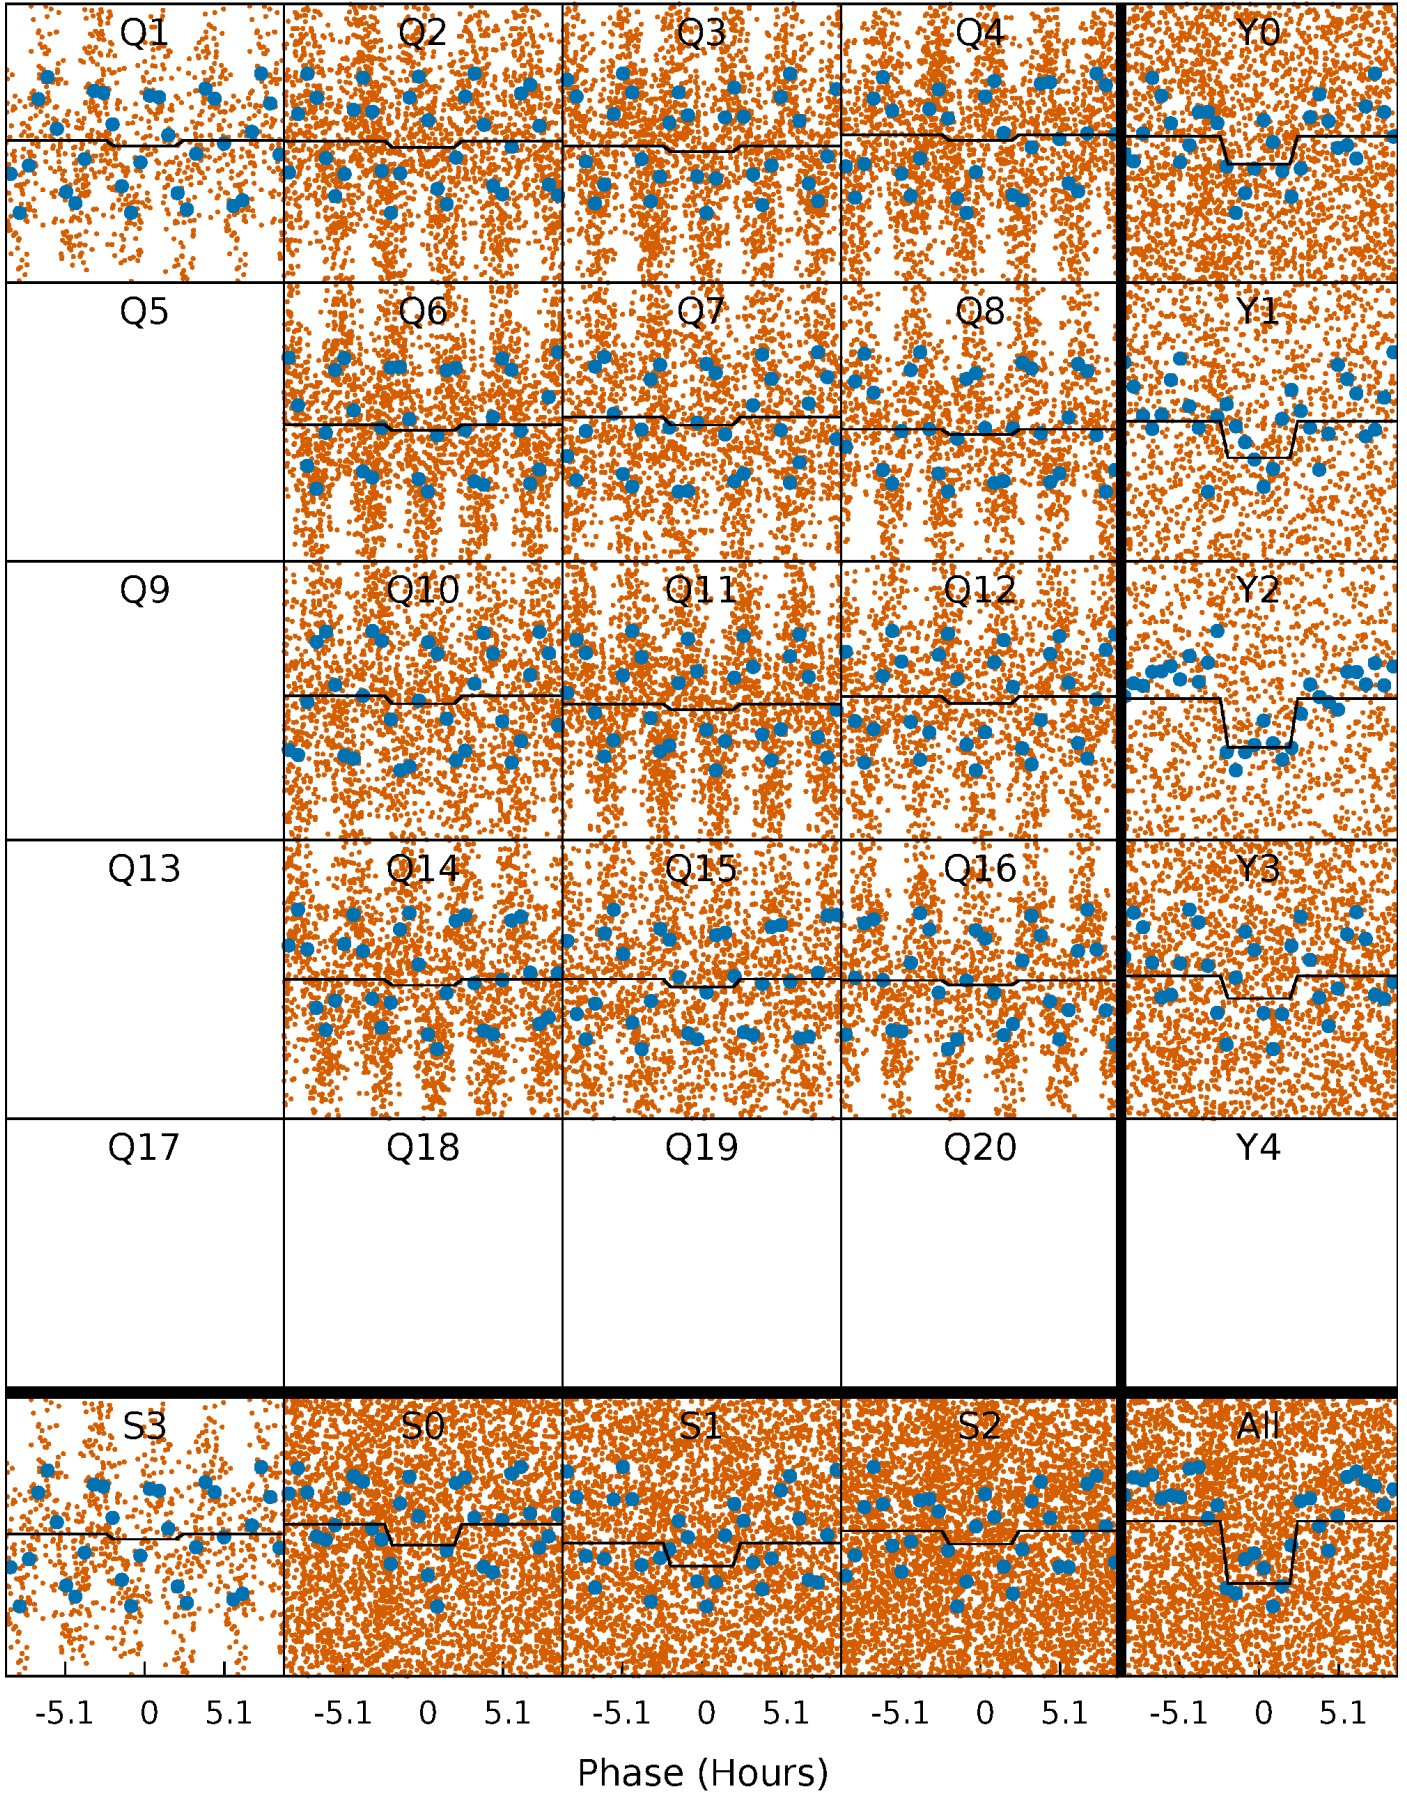 Q1 Q2 Q3 Q4 Y0
Q5 Q6 Q7 Q8 Y1
Q9 Q10 Q11 Q12 Y2
Q13 Q14 Q15 Q16 Y3
Q17 Q18 Q19 Q20 Y4
S3 S0 S1 S2 All
-5.1 0 5.1 -5.1 0 5.1 -5.1 0 5.1 -5.1 0 5.1 -5.1 0 5.1
Phase (Hours)